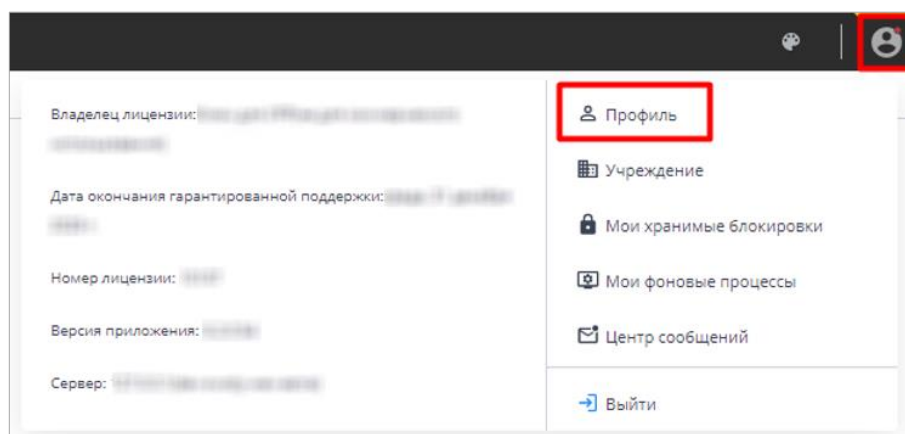 Владелец лицензии:
Дата окончания гарантированной поддержки:
Номер лицензии:
Версия приложения:
Сервер:
Профиль
Учреждение
Мои хранимые блокировки
Мои фоновые процессы
Центр сообщений
Выйти